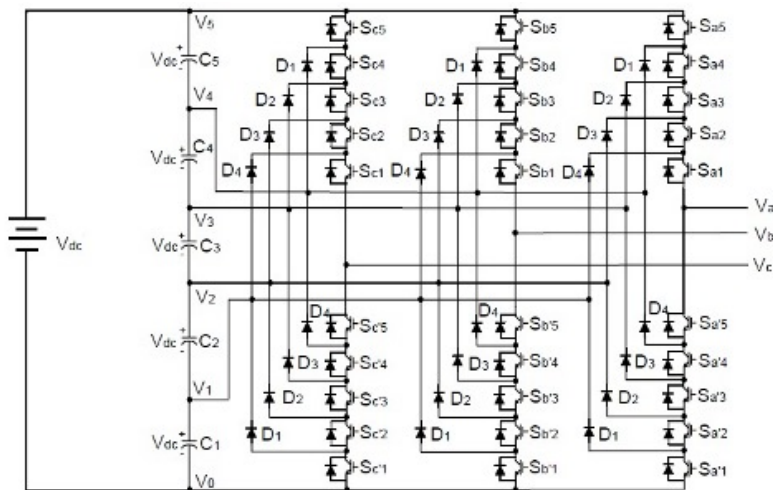 V5 Sc5 Sb5 Sa5
Vdc + - C5 D1 Sc4 D1 Sb4 D1 Sa4
V4 D2 Sc3 D2 Sb3 D2 Sa3
D3 Sc2 D3 Sb2 D3 Sa2
Vdc + - C4 D4 Sc1 D4 Sb1 D4 Sa1
V3 Va
Vdc Vdc + - C3 Vb
Vc
V2
D4 Sc'5 D4 Sb'5 D4 Sa'5
Vdc + - C2 D3 Sc'4 D3 Sb'4 D3 Sa'4
V1 D2 Sc'3 D2 Sb'3 D2 Sa'3
Vdc + - C1 D1 Sc'2 D1 Sb'2 D1 Sa'2
V0 Sc'1 Sb'1 Sa'1